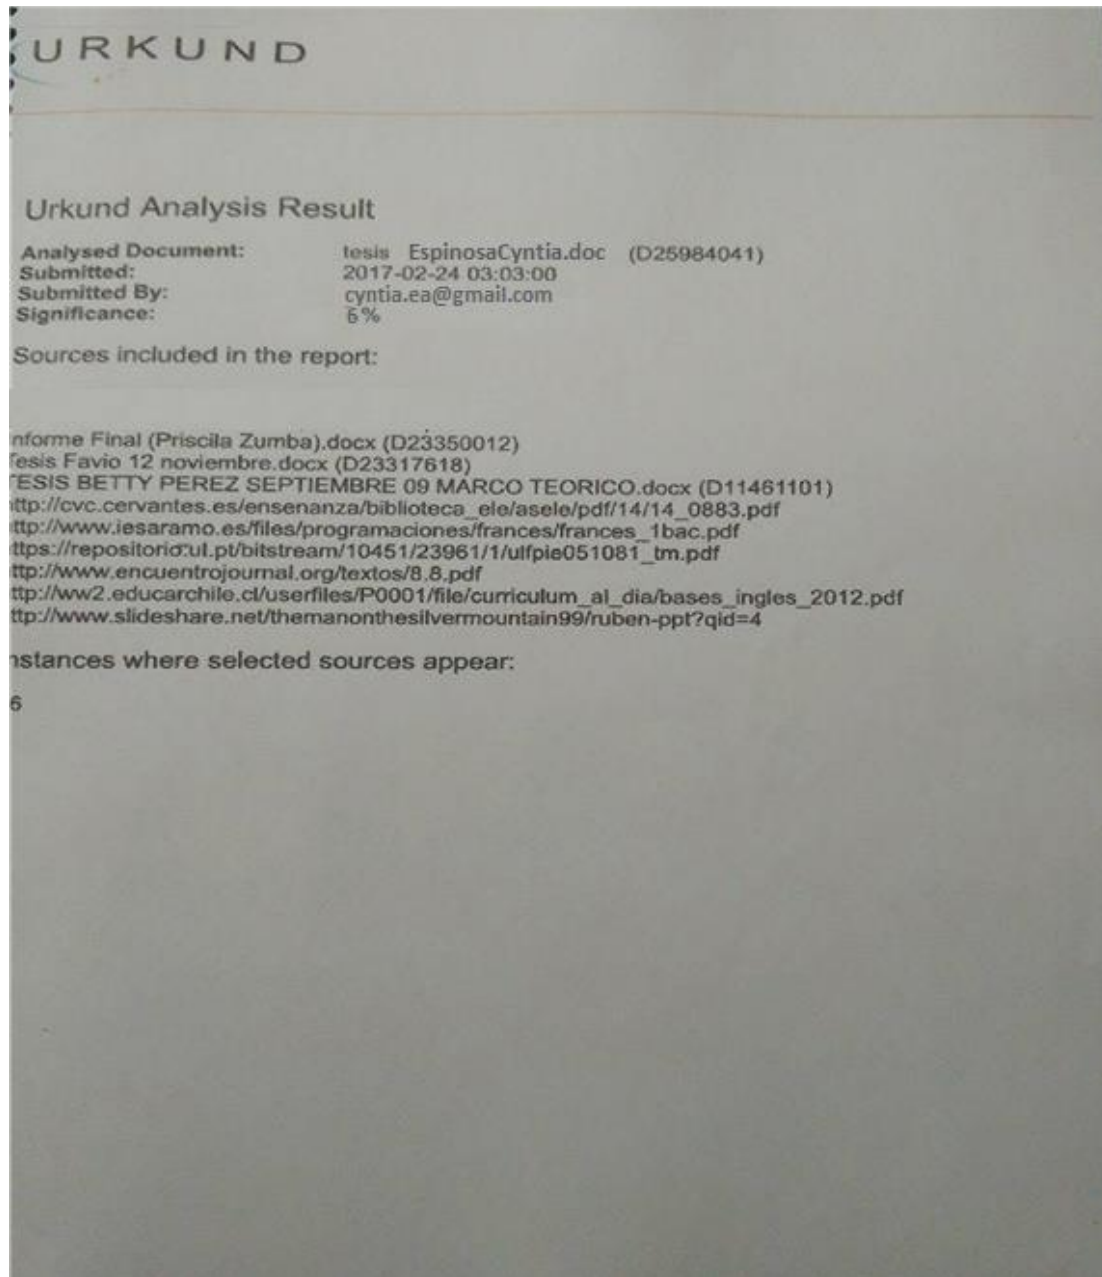 URKUND
Urkund Analysis Result
Analysed Document: tesis EspinosaCyntia.doc (D25984041)
Submitted: 2017-02-24 03:03:00
Submitted By: cyntia.ea@gmail.com
Significance: 6%
Sources included in the report:
nforme Final (Priscila Zumba).docx (D23350012)
Tesis Favio 12 noviembre.docx (D23317618)
TESIS BETTY PEREZ SEPTIEMBRE 09 MARCO TEORICO.docx (D11461101)
ttp://cvc.cervantes.es/ensenanza/biblioteca_ele/asele/pdf/14/14_0883.pdf
ttp://www.iesaramo.es/files/programaciones/frances/frances_1bac.pdf
ttps://repositorio.ul.pt/bitstream/10451/23961/1/ulfpie051081_tm.pdf
ttp://www.encuentrojournal.org/textos/8.8.pdf
ttp://ww2.educarchile.cl/userfiles/P0001/file/curriculum_al_dia/bases_ingles_2012.pdf
ttp://www.slideshare.net/themanonthesilvermountain99/ruben-ppt?qid=4
nstances where selected sources appear:
6